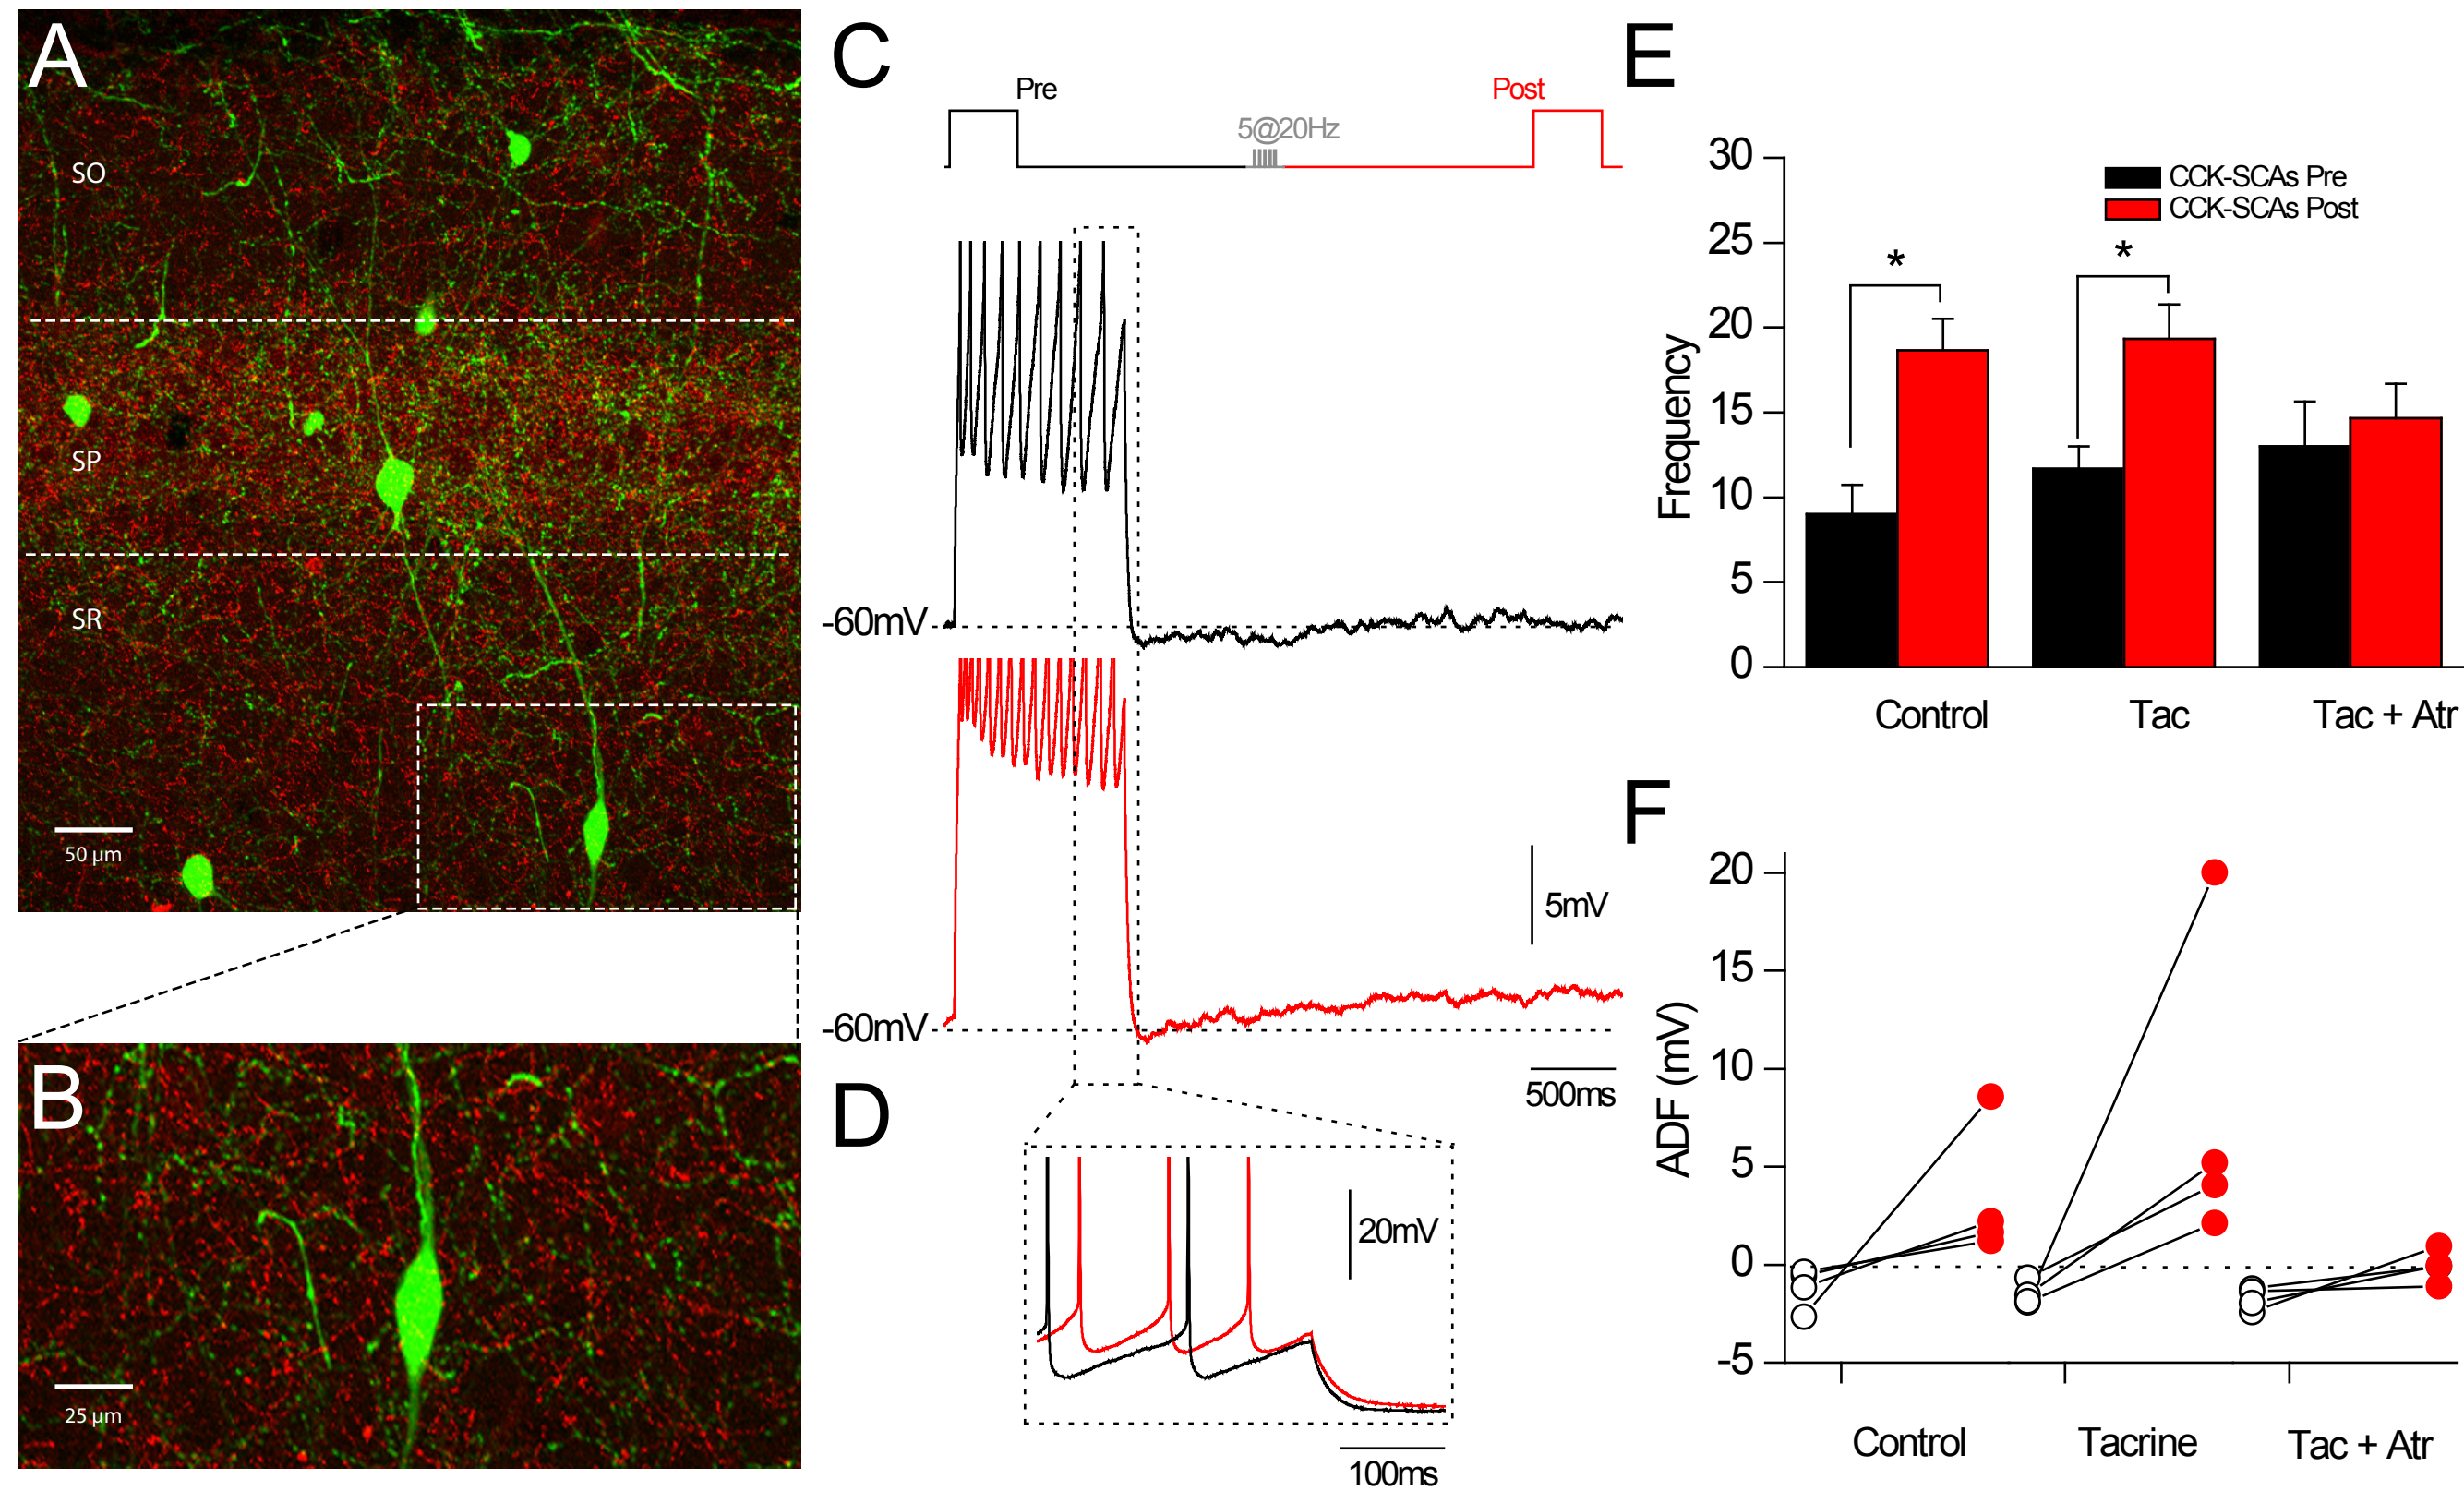 A
SO
SP
SR
50 µm
B
25 µm
C
Pre
5@20Hz
Post
-60mV
-60mV
5mV
500ms
D
20mV
100ms
E
Frequency
30
25
20
15
10
5
0
CCK-SCAs Pre
CCK-SCAs Post
*
*
Control
Tac
Tac + Atr
F
ADF (mV)
20
15
10
5
0
-5
Control
Tacrine
Tac + Atr